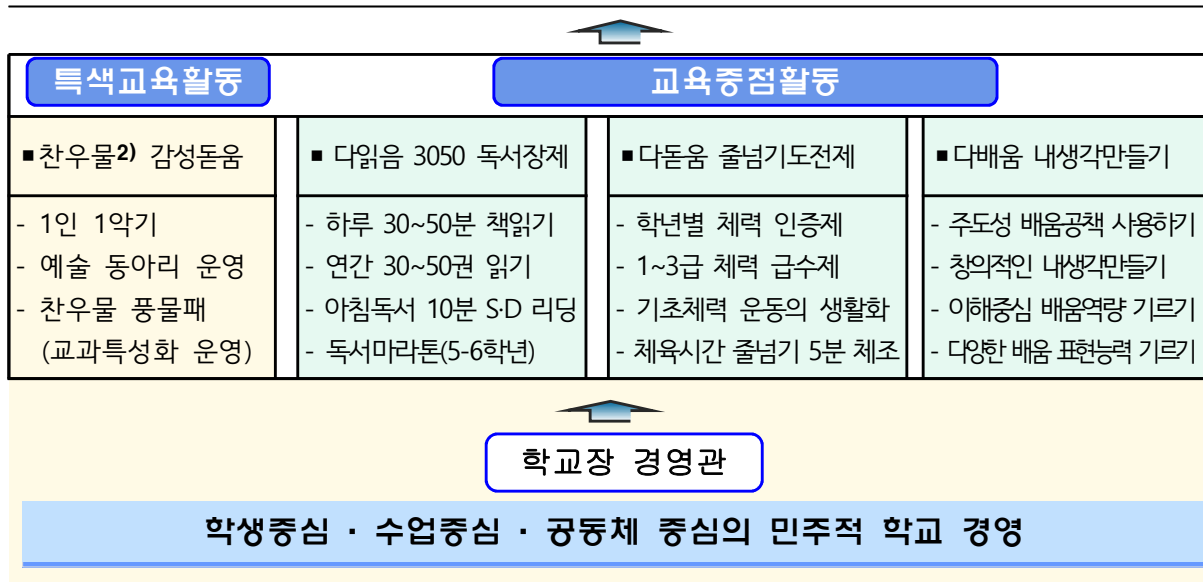 특색교육활동
교육중점활동
■찬우물2) 감성돋움
- 1인 1악기
- 예술 동아리 운영
- 찬우물 풍물패
(교과특성화 운영)
■ 다읽음 3050 독서장제
- 하루 30~50분 책읽기
- 연간 30~50권 읽기
- 아침독서 10분 S·D 리딩
- 독서마라톤(5-6학년)
■다돋움 줄넘기도전제
- 학년별 체력 인증제
- 1~3급 체력 급수제
- 기초체력 운동의 생활화
- 체육시간 줄넘기 5분 체조
■다배움 내생각만들기
- 주도성 배움공책 사용하기
- 창의적인 내생각만들기
- 이해중심 배움역량 기르기
- 다양한 배움 표현능력 기르기
학교장 경영관
학생중심 · 수업중심 · 공동체 중심의 민주적 학교 경영